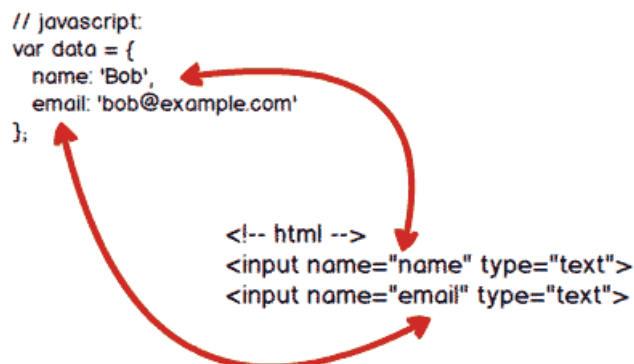 // javascript:
var data = {
name: 'Bob',
email: 'bob@example.com'
};
<!-- html -->
<input name="name" type="text">
<input name="email" type="text">